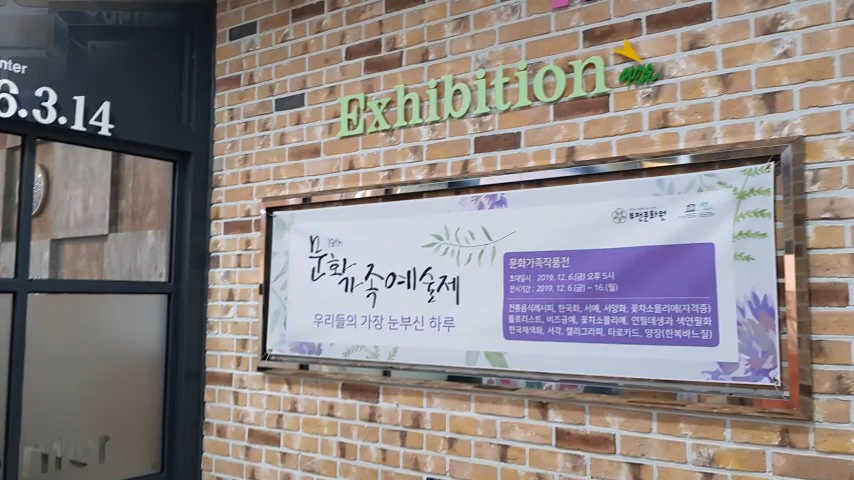 nter
6.3.14
Exhibition
19th
문화가족예술제
우리들의 가장 눈부신 하루
부천문화원
문화가족작품전
초대일시 : 2019. 12. 6.(금) 오후 5시
전시기간 : 2019. 12. 6.(금) ~ 16.(월)
전통음식레시피, 한국화, 서예, 서양화, 꽃차소믈리에(자격증)
플로리스트, 비즈공예, 꽃차소믈리에, 연필데생과 색연필화
한국채색화, 서각, 캘리그라피, 타로카드, 양장(한복바느질)